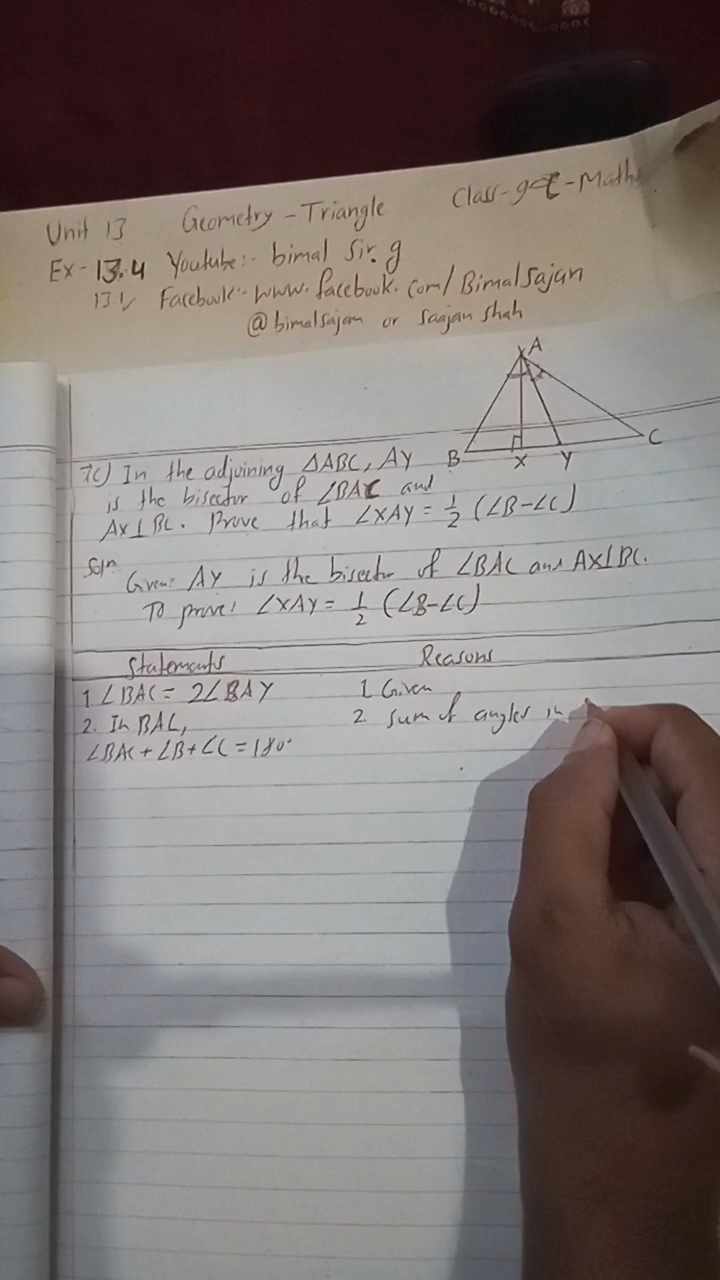 Unit 13 Geometry - Triangle Class-9 - Maths
Ex - 13.4 Youtube:- bimal Sir. g
13.1 Facebook:- www.facebook.com/BimalSajan
@bimalsajan or Saajan Shah
A
B X Y C
7c) In the adjoining ΔABC, AY
is the bisector of ∠BAC and
AX⊥BC. Prove that ∠XAY = 1/2 (∠B-∠C)
Soln
Given: AY is the bisector of ∠BAC and AX⊥BC.
To prove: ∠XAY = 1/2 (∠B-∠C)
Statements Reasons
1. ∠BAC = 2∠BAY 1. Given
2. In BAC, 2. Sum of angles in
∠BAC + ∠B + ∠C = 180°